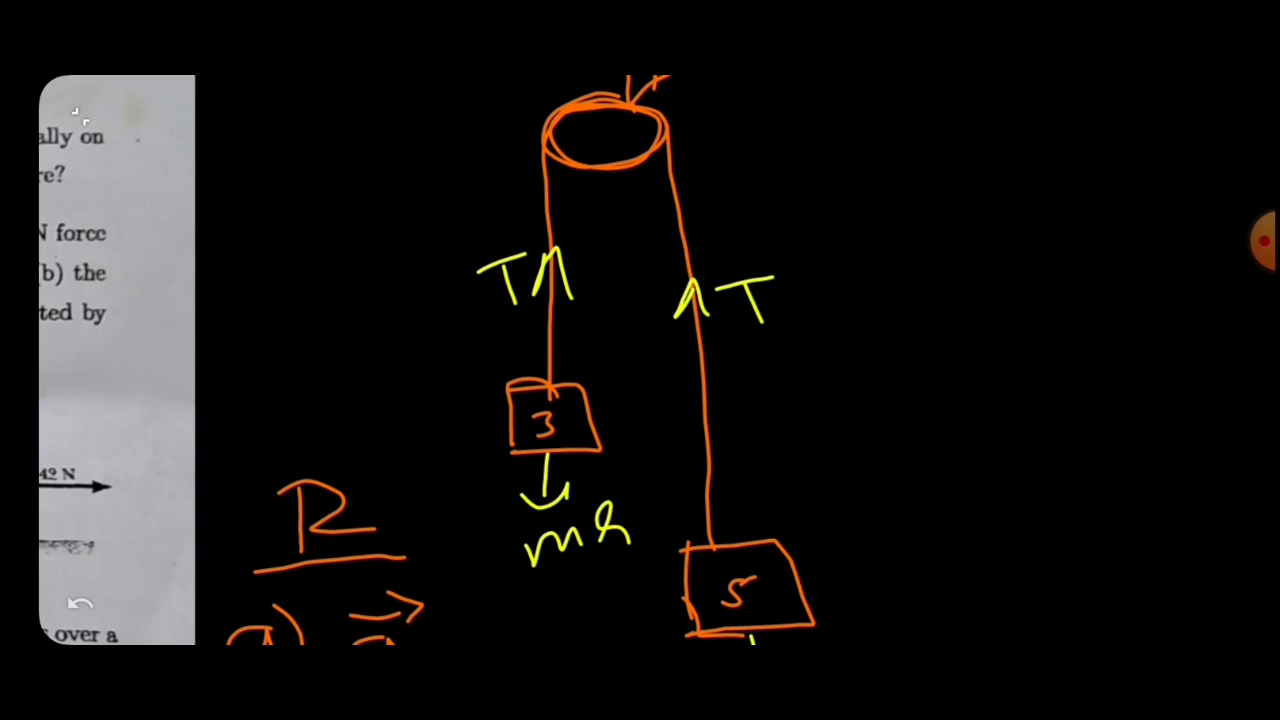 ally on
re?
N force
(b) the
ted by
42 N
over a
T
T
3
mg
R
5
a)